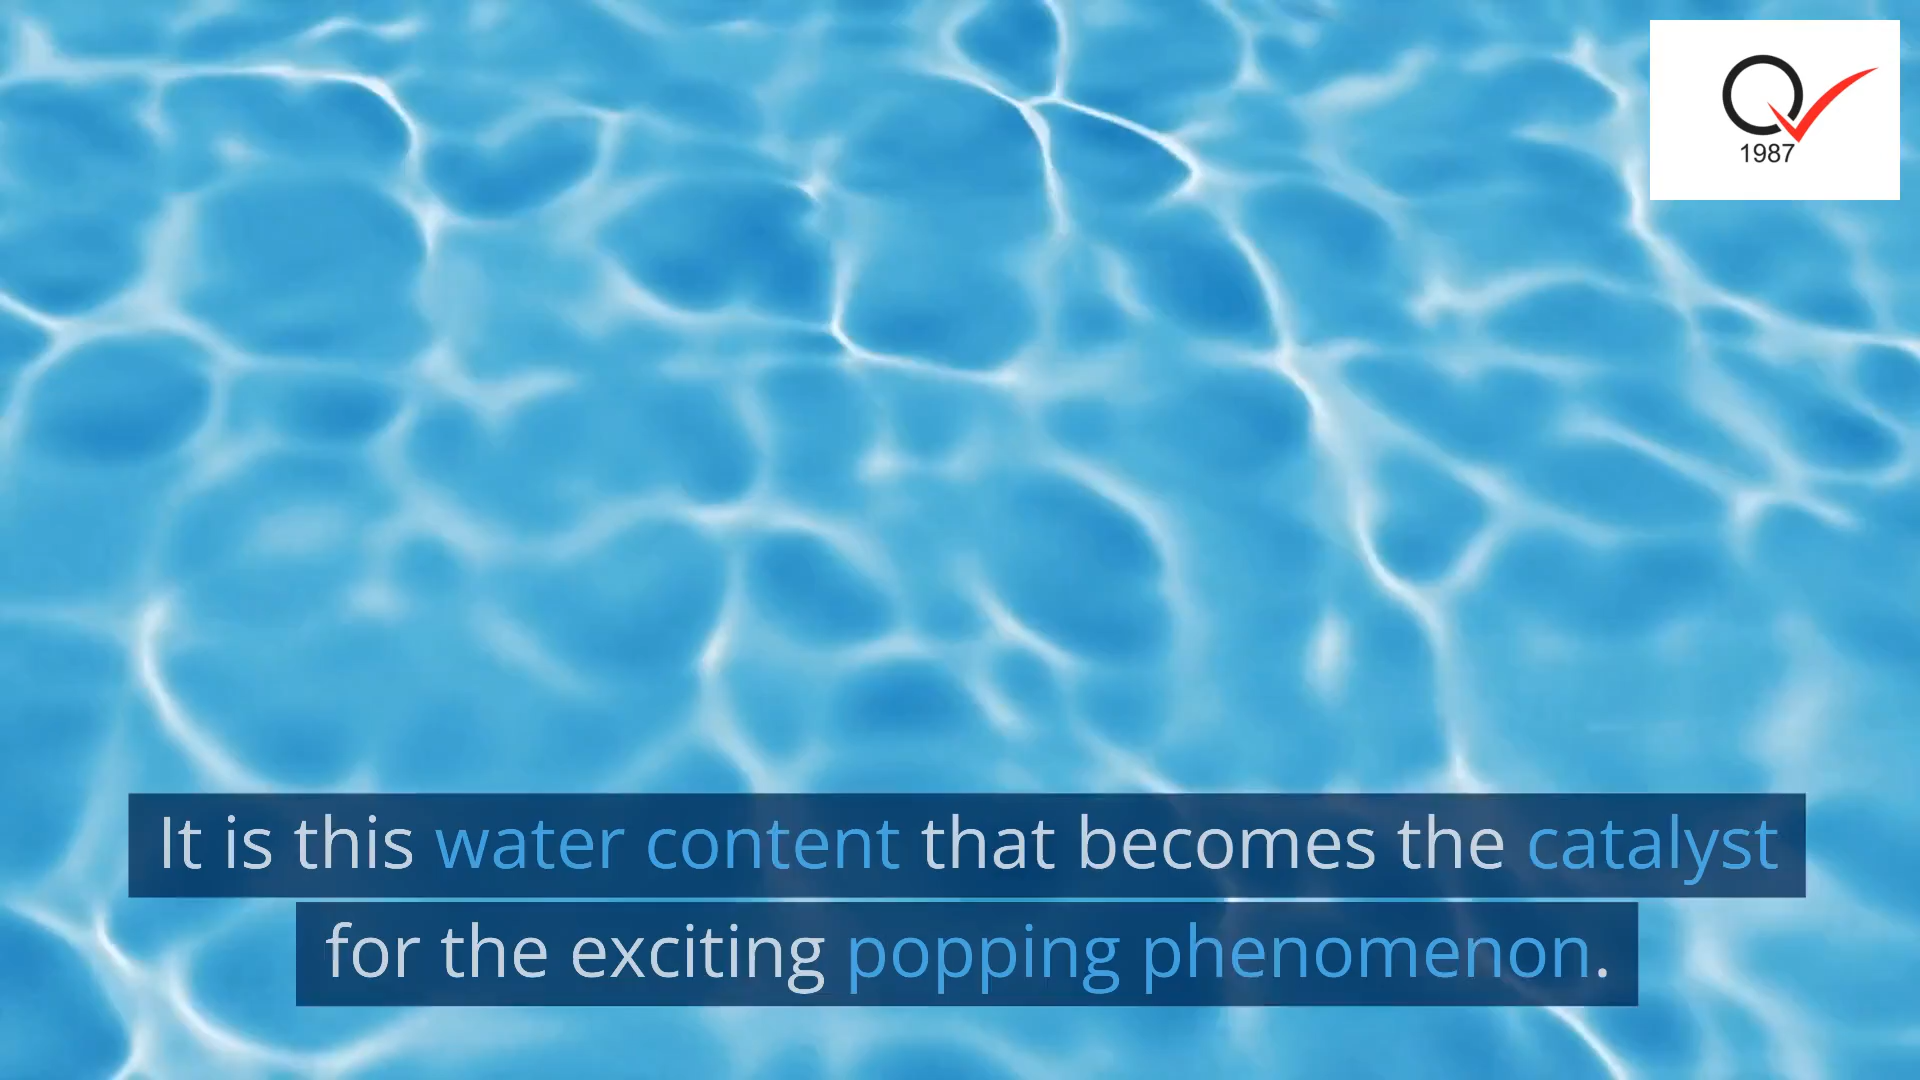 Q
1987
It is this water content that becomes the catalyst
for the exciting popping phenomenon.